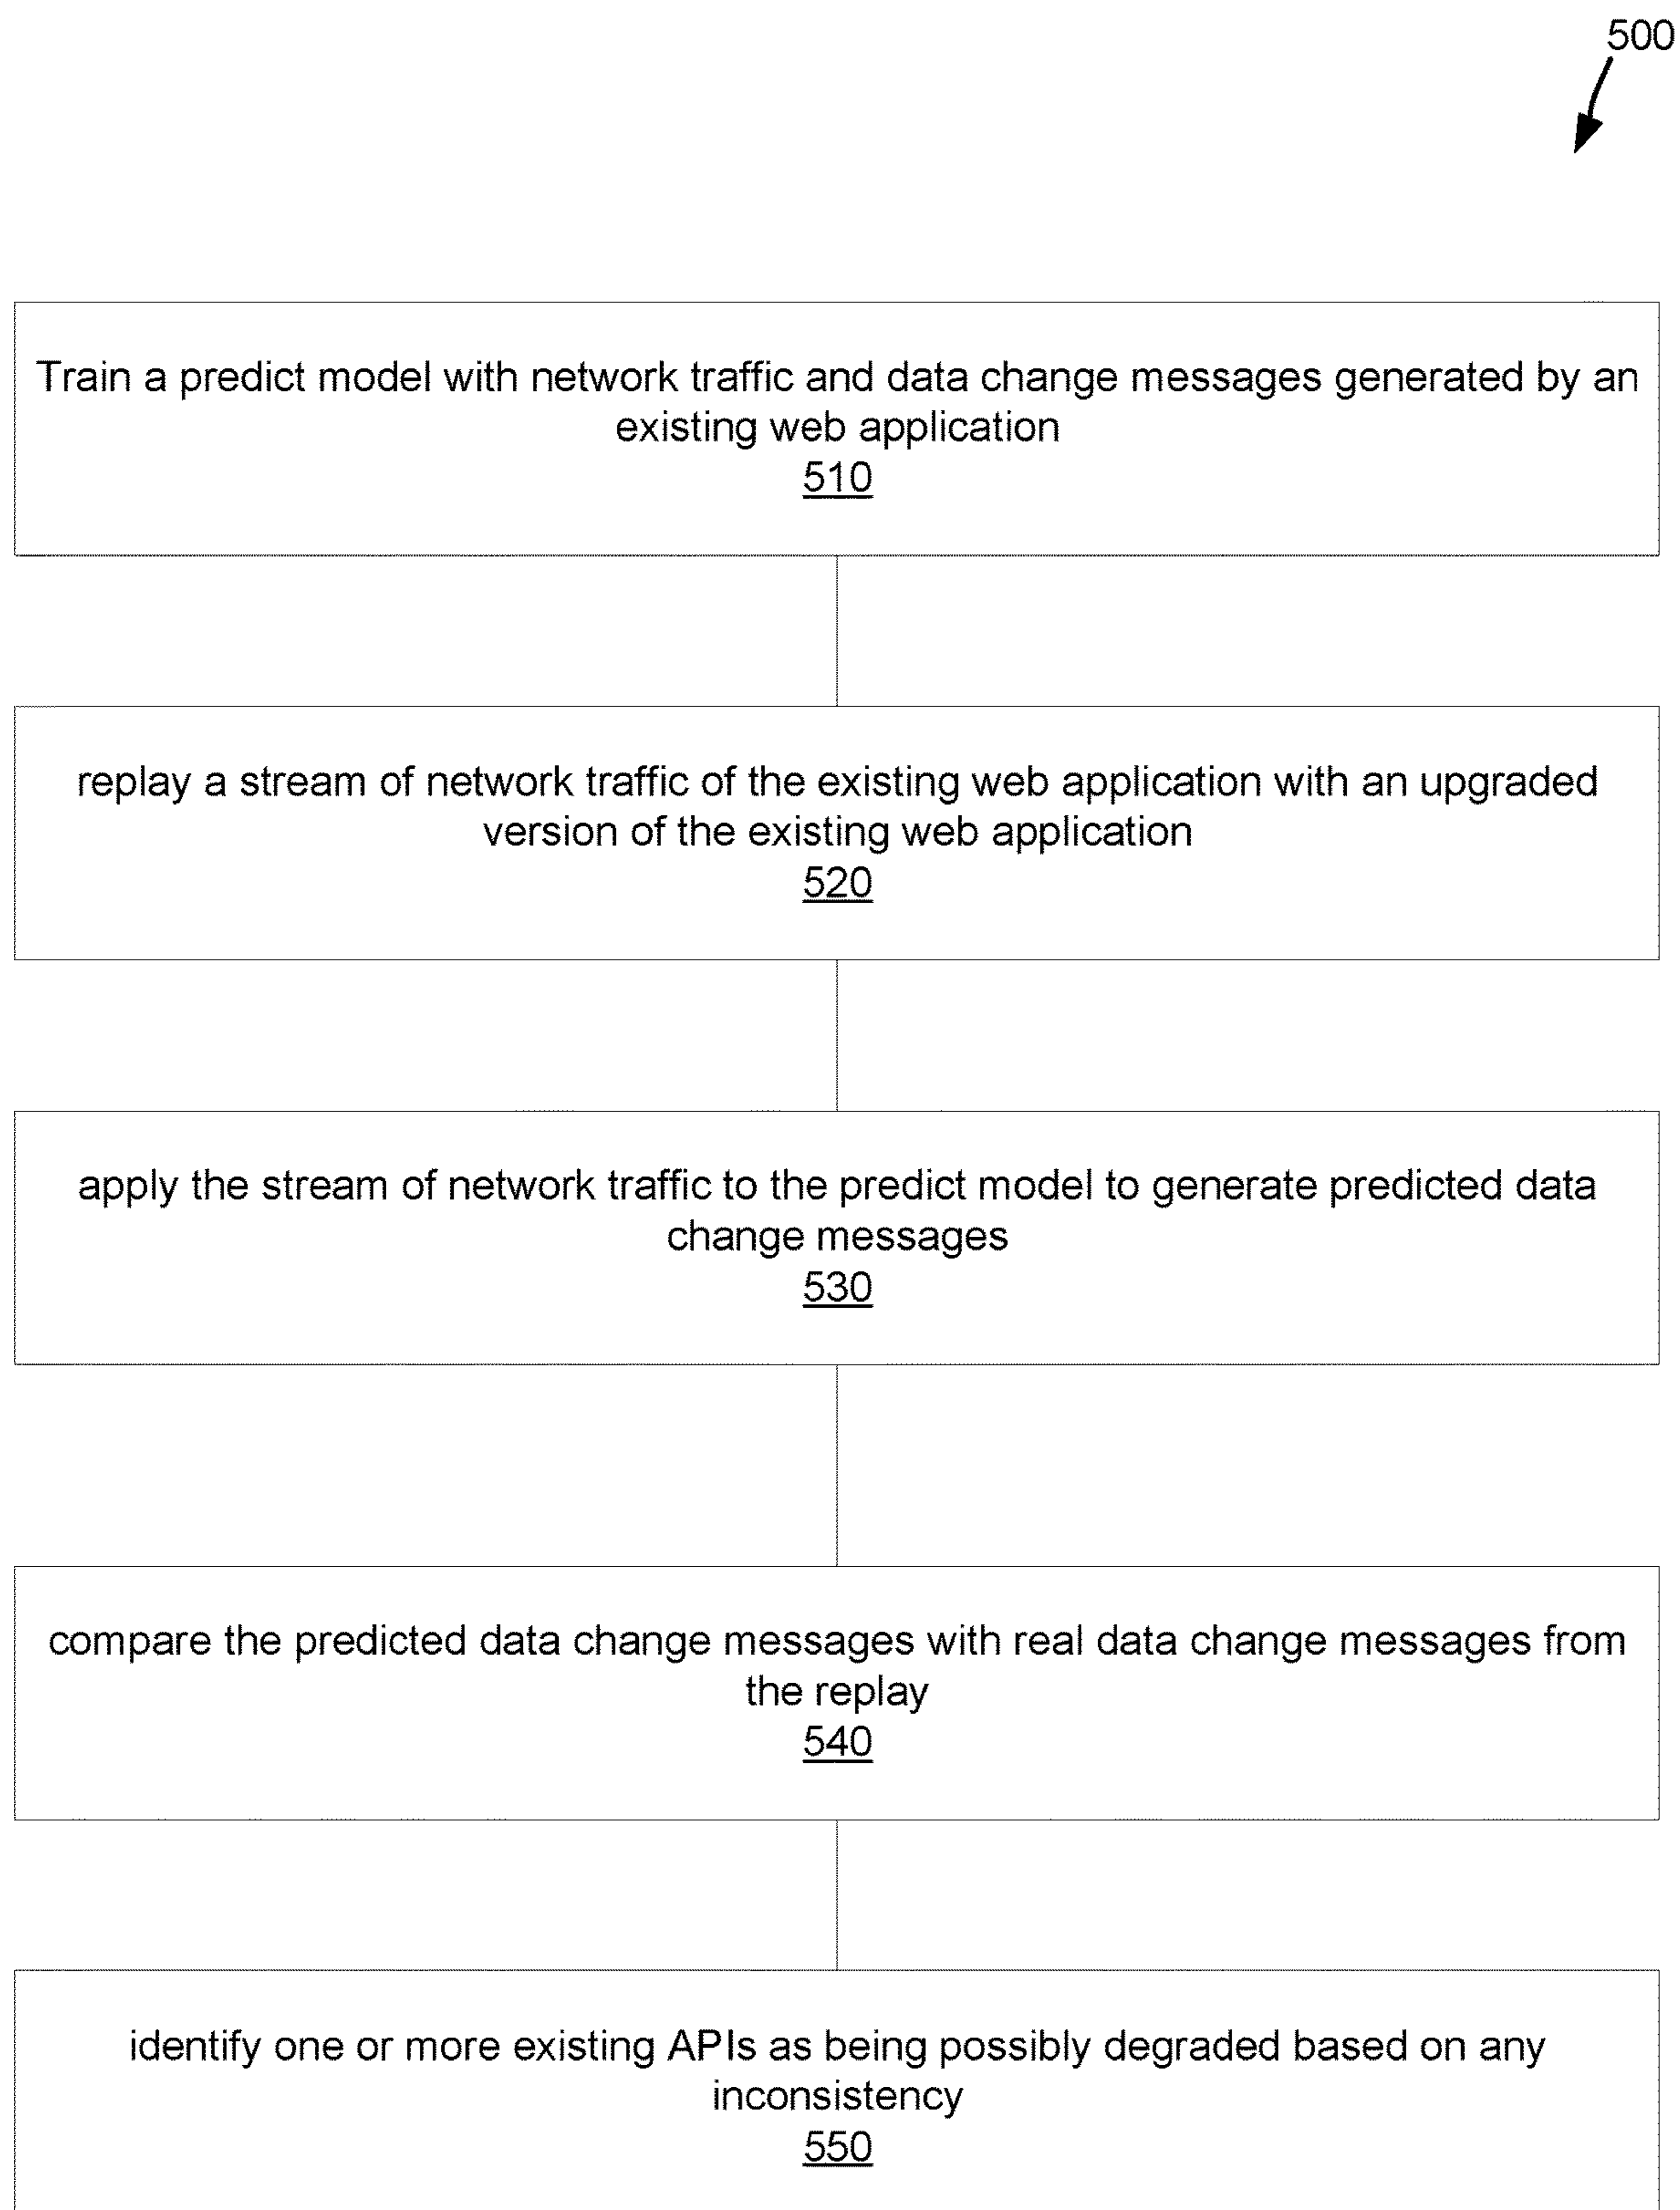 500
Train a predict model with network traffic and data change messages generated by an
existing web application
510
replay a stream of network traffic of the existing web application with an upgraded
version of the existing web application
520
apply the stream of network traffic to the predict model to generate predicted data
change messages
530
compare the predicted data change messages with real data change messages from
the replay
540
identify one or more existing APIs as being possibly degraded based on any
inconsistency
550